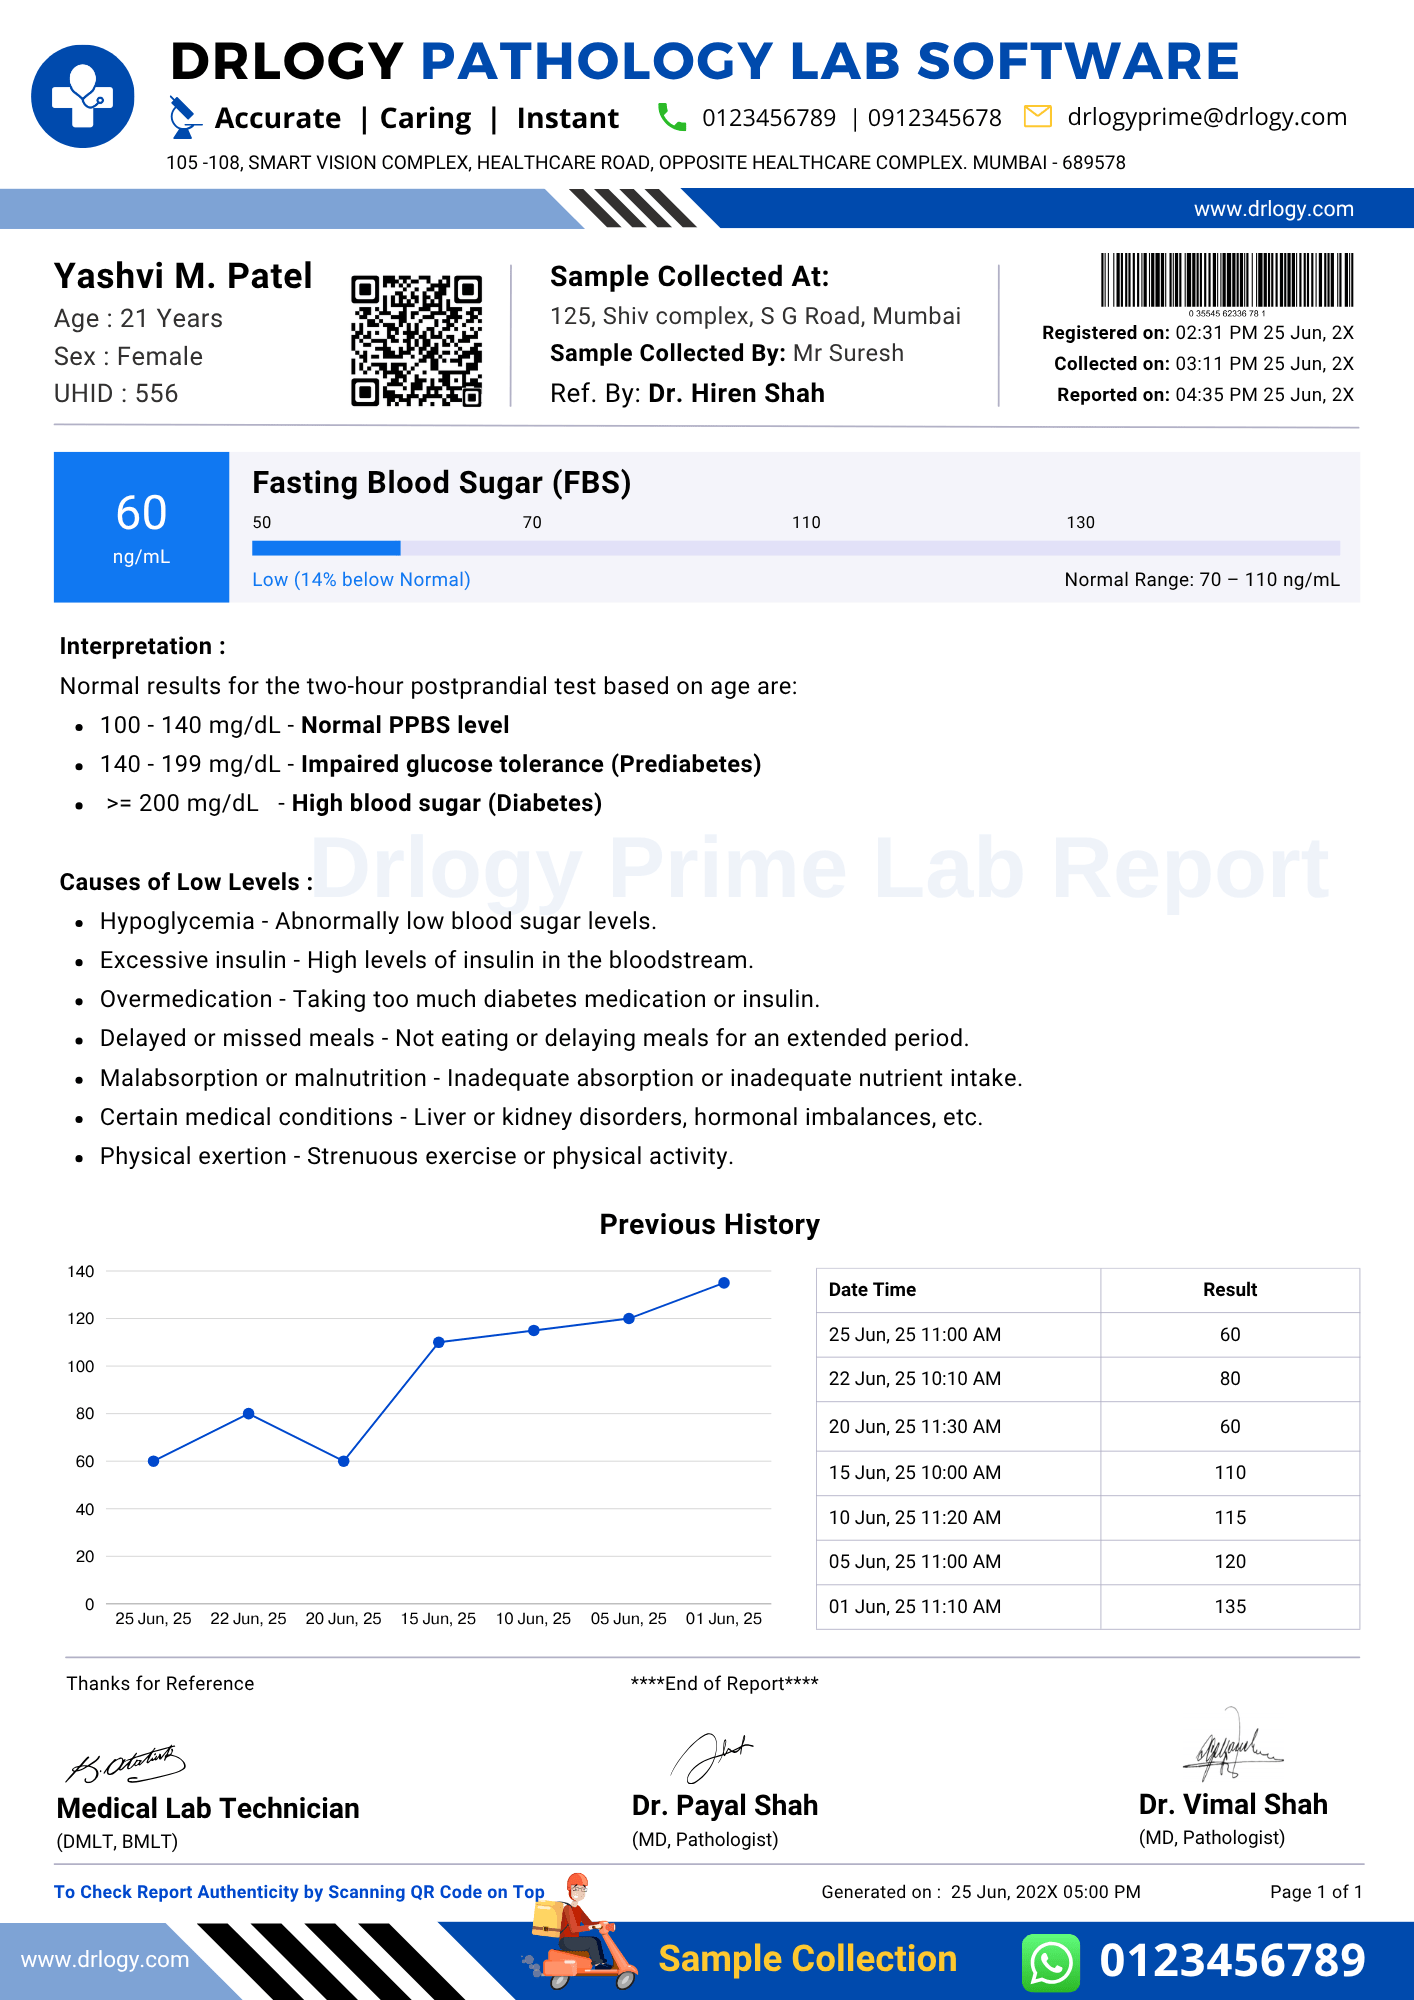 DRLOGY PATHOLOGY LAB SOFTWARE
Accurate | Caring | Instant 0123456789 | 0912345678 drlogyprime@drlogy.com
105 -108, SMART VISION COMPLEX, HEALTHCARE ROAD, OPPOSITE HEALTHCARE COMPLEX. MUMBAI - 689578
www.drlogy.com
Yashvi M. Patel
Age : 21 Years
Sex : Female
UHID : 556
Sample Collected At:
125, Shiv complex, S G Road, Mumbai
Sample Collected By: Mr Suresh
Ref. By: Dr. Hiren Shah
0 35545 62336 78 1
Registered on: 02:31 PM 25 Jun, 2X
Collected on: 03:11 PM 25 Jun, 2X
Reported on: 04:35 PM 25 Jun, 2X
60
ng/mL
Fasting Blood Sugar (FBS)
50 70 110 130
Low (14% below Normal) Normal Range: 70 – 110 ng/mL
Interpretation :
Normal results for the two-hour postprandial test based on age are:
• 100 - 140 mg/dL - Normal PPBS level
• 140 - 199 mg/dL - Impaired glucose tolerance (Prediabetes)
• >= 200 mg/dL - High blood sugar (Diabetes)
Drlogy Prime Lab Report
Causes of Low Levels :
• Hypoglycemia - Abnormally low blood sugar levels.
• Excessive insulin - High levels of insulin in the bloodstream.
• Overmedication - Taking too much diabetes medication or insulin.
• Delayed or missed meals - Not eating or delaying meals for an extended period.
• Malabsorption or malnutrition - Inadequate absorption or inadequate nutrient intake.
• Certain medical conditions - Liver or kidney disorders, hormonal imbalances, etc.
• Physical exertion - Strenuous exercise or physical activity.
Previous History
140
120
100
80
60
40
20
0
25 Jun, 25 22 Jun, 25 20 Jun, 25 15 Jun, 25 10 Jun, 25 05 Jun, 25 01 Jun, 25
Date Time Result
25 Jun, 25 11:00 AM 60
22 Jun, 25 10:10 AM 80
20 Jun, 25 11:30 AM 60
15 Jun, 25 10:00 AM 110
10 Jun, 25 11:20 AM 115
05 Jun, 25 11:00 AM 120
01 Jun, 25 11:10 AM 135
Thanks for Reference ****End of Report****
Medical Lab Technician
(DMLT, BMLT)
Dr. Payal Shah
(MD, Pathologist)
Dr. Vimal Shah
(MD, Pathologist)
To Check Report Authenticity by Scanning QR Code on Top Generated on : 25 Jun, 202X 05:00 PM Page 1 of 1
www.drlogy.com Sample Collection 0123456789